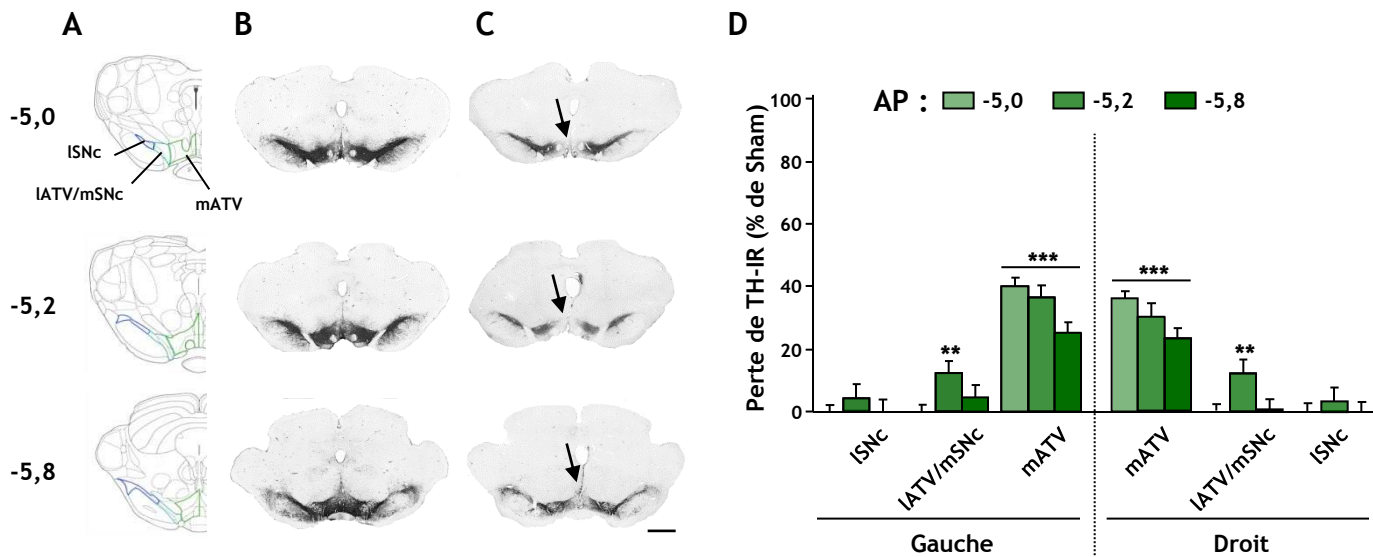 A
B
C
D
-5,0
lSNc
lATV/mSNc
mATV
-5,2
-5,8
AP : -5,0 -5,2 -5,8
Perte de TH-IR (% de Sham)
100
80
60
40
20
0
** *** *** **
lSNc lATV/mSNc mATV mATV lATV/mSNc lSNc
Gauche Droit